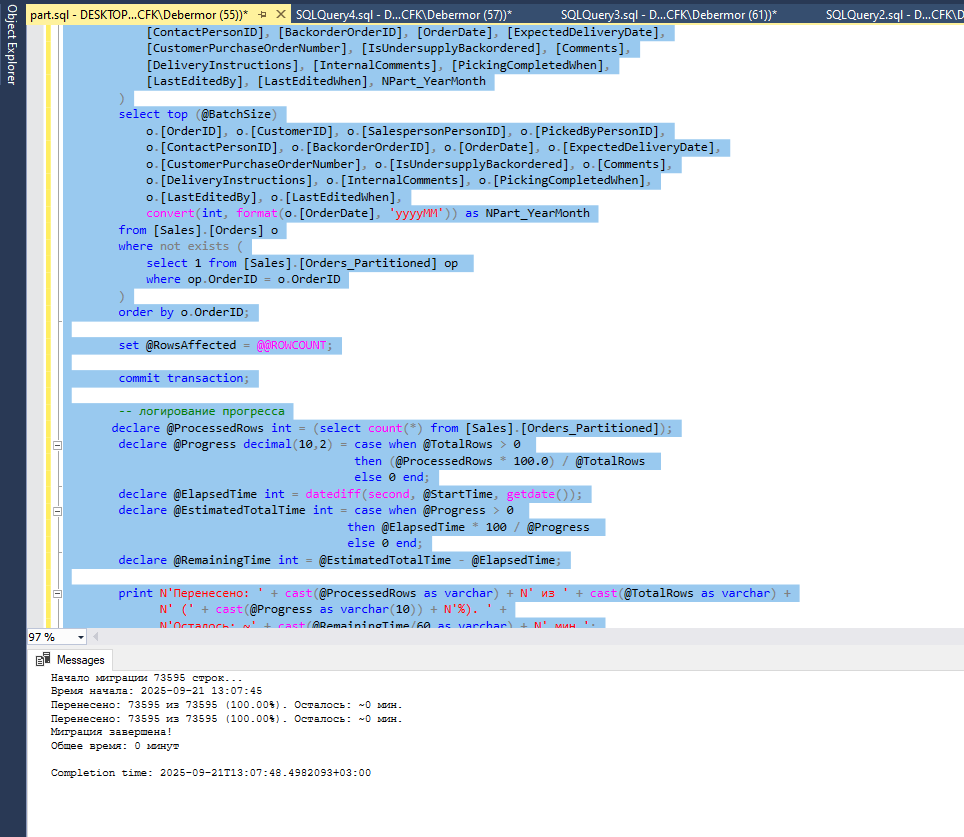 Object Explorer
part.sql - DESKTOP...CFK\Debermor (55))* SQLQuery4.sql - D...CFK\Debermor (57))* SQLQuery3.sql - D...CFK\Debermor (61))* SQLQuery2.sql - D...CFK\D
[ContactPersonID], [BackorderOrderID], [OrderDate], [ExpectedDeliveryDate],
[CustomerPurchaseOrderNumber], [IsUndersupplyBackordered], [Comments],
[DeliveryInstructions], [InternalComments], [PickingCompletedWhen],
[LastEditedBy], [LastEditedWhen], NPart_YearMonth
)
select top (@BatchSize)
o.[OrderID], o.[CustomerID], o.[SalespersonPersonID], o.[PickedByPersonID],
o.[ContactPersonID], o.[BackorderOrderID], o.[OrderDate], o.[ExpectedDeliveryDate],
o.[CustomerPurchaseOrderNumber], o.[IsUndersupplyBackordered], o.[Comments],
o.[DeliveryInstructions], o.[InternalComments], o.[PickingCompletedWhen],
o.[LastEditedBy], o.[LastEditedWhen],
convert(int, format(o.[OrderDate], 'yyyyMM')) as NPart_YearMonth
from [Sales].[Orders] o
where not exists (
select 1 from [Sales].[Orders_Partitioned] op
where op.OrderID = o.OrderID
)
order by o.OrderID;
set @RowsAffected = @@ROWCOUNT;
commit transaction;
-- логирование прогресса
declare @ProcessedRows int = (select count(*) from [Sales].[Orders_Partitioned]);
declare @Progress decimal(10,2) = case when @TotalRows > 0
then (@ProcessedRows * 100.0) / @TotalRows
else 0 end;
declare @ElapsedTime int = datediff(second, @StartTime, getdate());
declare @EstimatedTotalTime int = case when @Progress > 0
then @ElapsedTime * 100 / @Progress
else 0 end;
declare @RemainingTime int = @EstimatedTotalTime - @ElapsedTime;
print N'Перенесено: ' + cast(@ProcessedRows as varchar) + N' из ' + cast(@TotalRows as varchar) +
N' (' + cast(@Progress as varchar(10)) + N'%). ' +
N'Осталось: ~' + cast(@RemainingTime/60 as varchar) + N' мин.';
97 %
Messages
Начало миграции 73595 строк...
Время начала: 2025-09-21 13:07:45
Перенесено: 73595 из 73595 (100.00%). Осталось: ~0 мин.
Перенесено: 73595 из 73595 (100.00%). Осталось: ~0 мин.
Миграция завершена!
Общее время: 0 минут
Completion time: 2025-09-21T13:07:48.4982093+03:00